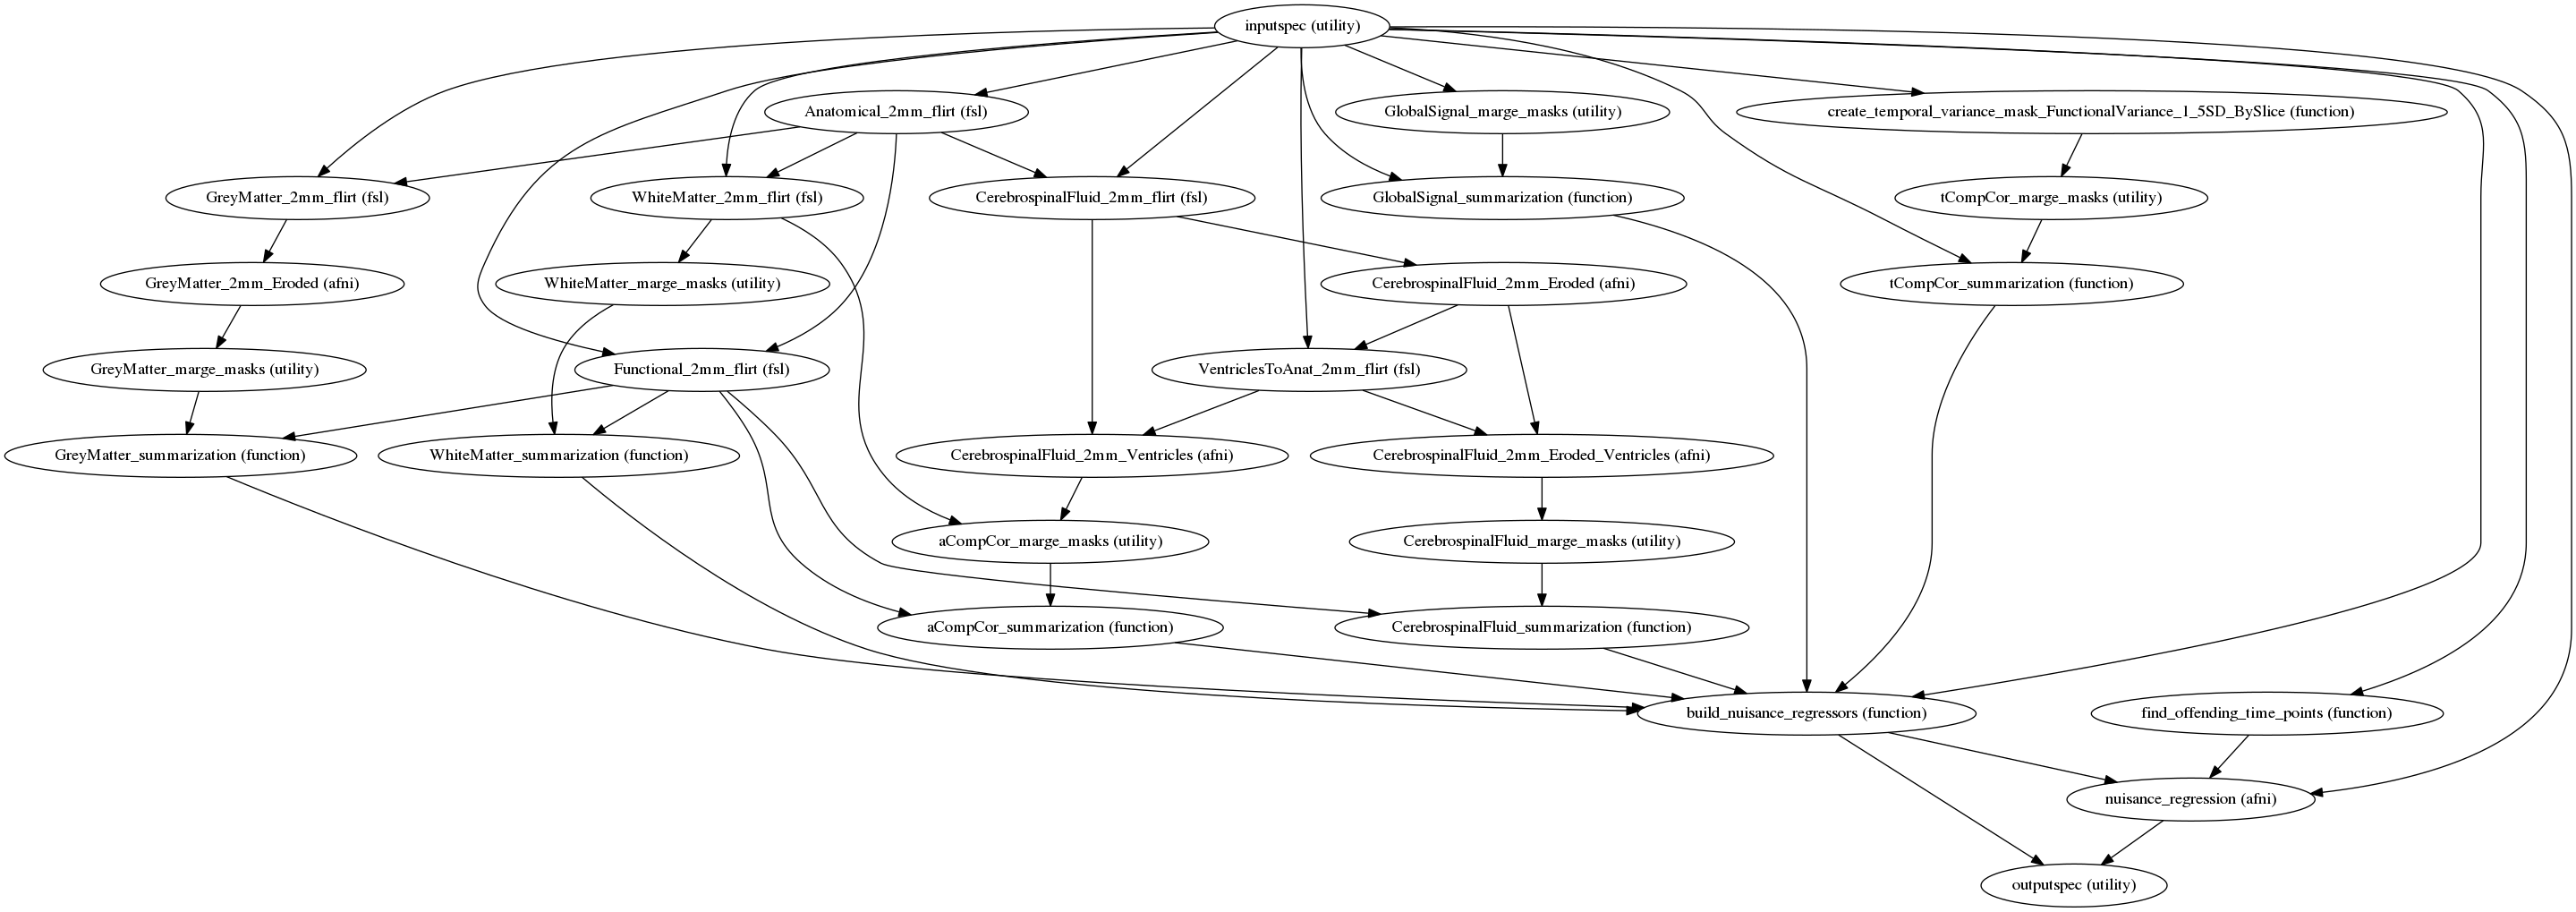 inputspec (utility)
Anatomical_2mm_flirt (fsl)
GlobalSignal_marge_masks (utility)
create_temporal_variance_mask_FunctionalVariance_1_5SD_BySlice (function)
GreyMatter_2mm_flirt (fsl)
WhiteMatter_2mm_flirt (fsl)
CerebrospinalFluid_2mm_flirt (fsl)
GlobalSignal_summarization (function)
tCompCor_marge_masks (utility)
GreyMatter_2mm_Eroded (afni)
WhiteMatter_marge_masks (utility)
CerebrospinalFluid_2mm_Eroded (afni)
tCompCor_summarization (function)
GreyMatter_marge_masks (utility)
Functional_2mm_flirt (fsl)
VentriclesToAnat_2mm_flirt (fsl)
GreyMatter_summarization (function)
WhiteMatter_summarization (function)
CerebrospinalFluid_2mm_Ventricles (afni)
CerebrospinalFluid_2mm_Eroded_Ventricles (afni)
aCompCor_marge_masks (utility)
CerebrospinalFluid_marge_masks (utility)
aCompCor_summarization (function)
CerebrospinalFluid_summarization (function)
build_nuisance_regressors (function)
find_offending_time_points (function)
nuisance_regression (afni)
outputspec (utility)